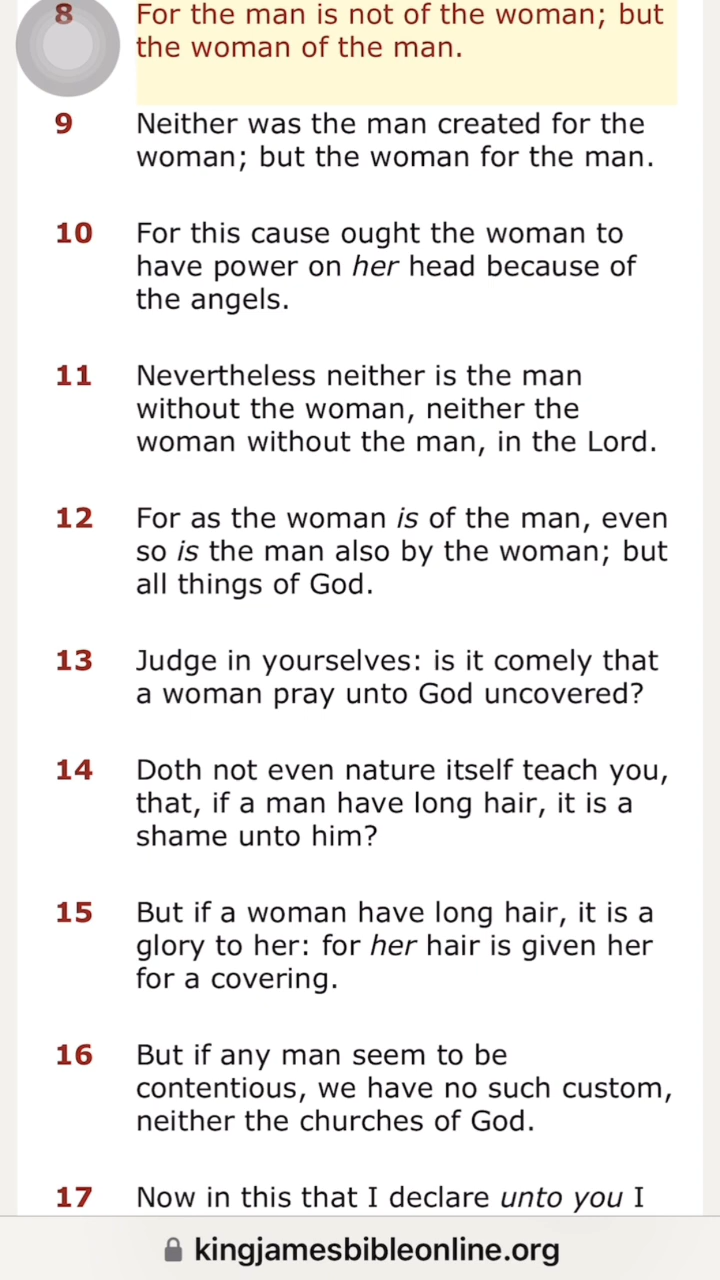 8 For the man is not of the woman; but
the woman of the man.
9 Neither was the man created for the
woman; but the woman for the man.
10 For this cause ought the woman to
have power on her head because of
the angels.
11 Nevertheless neither is the man
without the woman, neither the
woman without the man, in the Lord.
12 For as the woman is of the man, even
so is the man also by the woman; but
all things of God.
13 Judge in yourselves: is it comely that
a woman pray unto God uncovered?
14 Doth not even nature itself teach you,
that, if a man have long hair, it is a
shame unto him?
15 But if a woman have long hair, it is a
glory to her: for her hair is given her
for a covering.
16 But if any man seem to be
contentious, we have no such custom,
neither the churches of God.
17 Now in this that I declare unto you I
kingjamesbibleonline.org